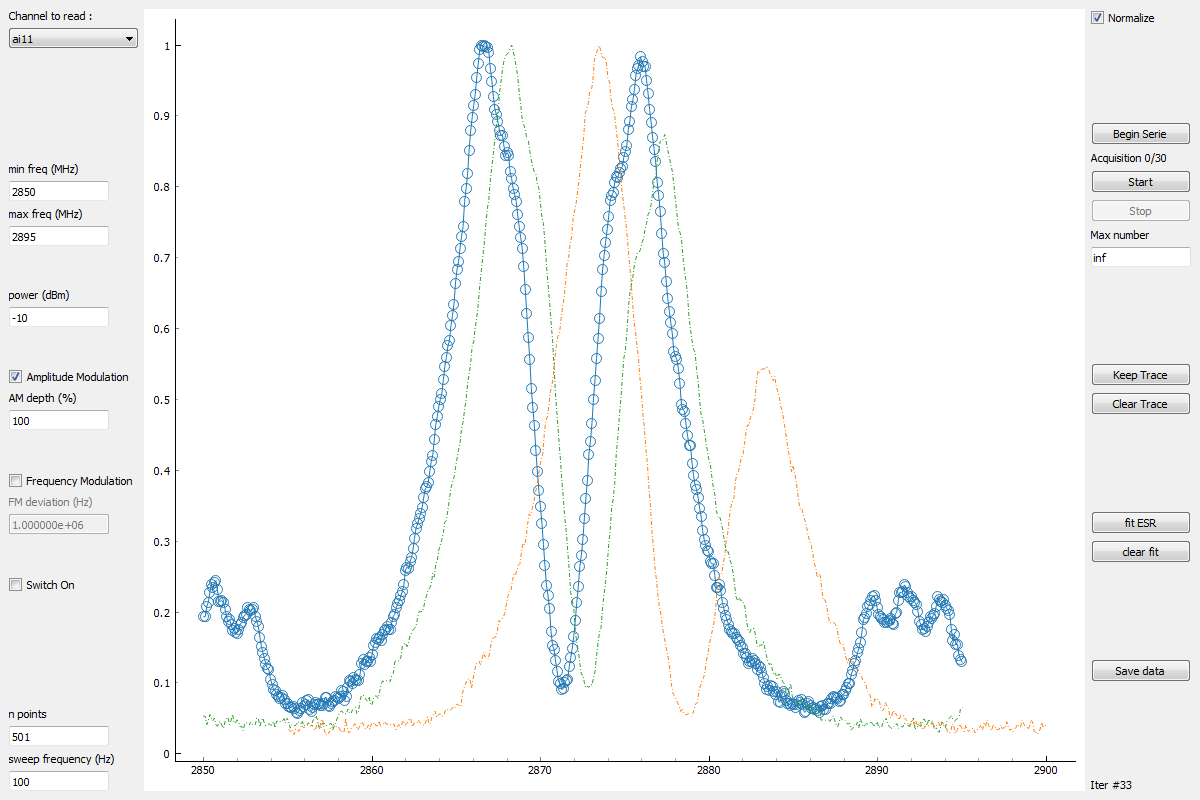 Channel to read :
ai11
min freq (MHz)
2850
max freq (MHz)
2895
power (dBm)
-10
Amplitude Modulation
AM depth (%)
100
Frequency Modulation
FM deviation (Hz)
1.000000e+06
Switch On
n points
501
sweep frequency (Hz)
100
1
0.9
0.8
0.7
0.6
0.5
0.4
0.3
0.2
0.1
0
2850 2860 2870 2880 2890 2900
Normalize
Begin Serie
Acquisition 0/30
Start
Stop
Max number
inf
Keep Trace
Clear Trace
fit ESR
clear fit
Save data
Iter #33